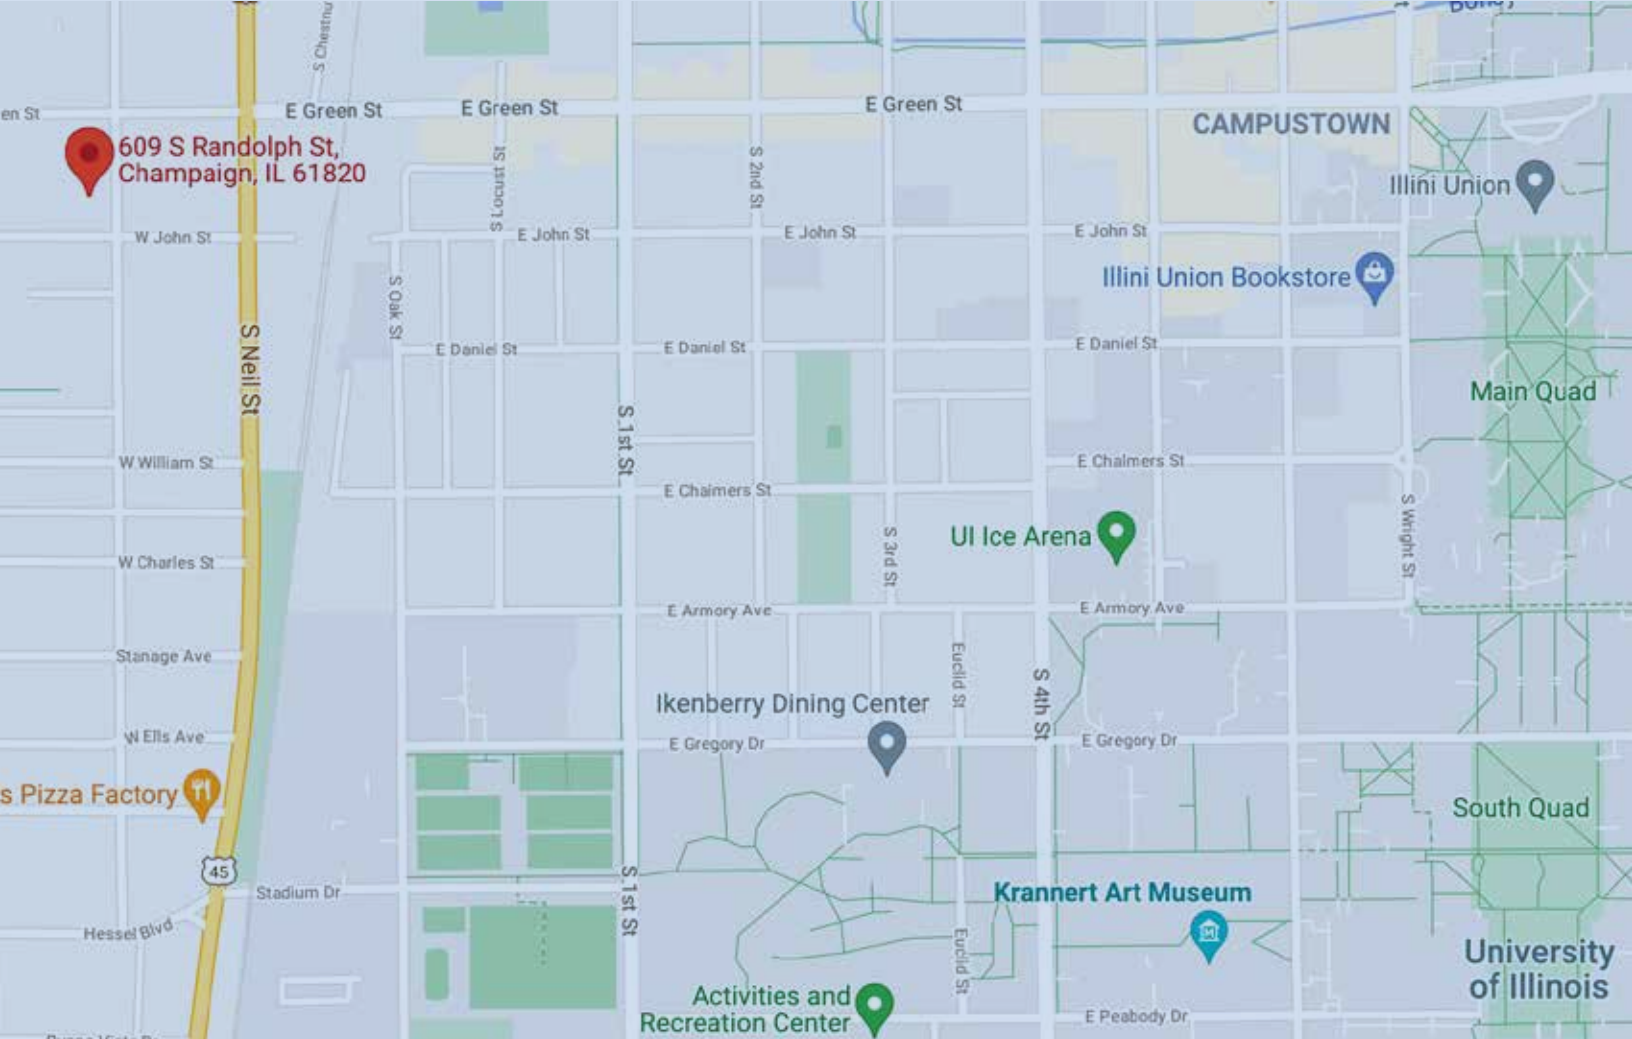 S Chestnu
en St
E Green St
E Green St
E Green St
CAMPUSTOWN
609 S Randolph St,
Champaign, IL 61820
S Locust St
S 2nd St
Illini Union
W John St
E John St
E John St
E John St
Illini Union Bookstore
S Oak St
S Neil St
E Daniel St
E Daniel St
E Daniel St
Main Quad
S 1st St
W William St
E Chalmers St
E Chalmers St
S Wright St
UI Ice Arena
S 3rd St
W Charles St
E Armory Ave
E Armory Ave
Stanage Ave
Euclid St
S 4th St
Ikenberry Dining Center
W Ells Ave
E Gregory Dr
E Gregory Dr
s Pizza Factory
South Quad
45
Stadium Dr
S 1st St
Krannert Art Museum
Hessel Blvd
Euclid St
University
of Illinois
Activities and
Recreation Center
E Peabody Dr